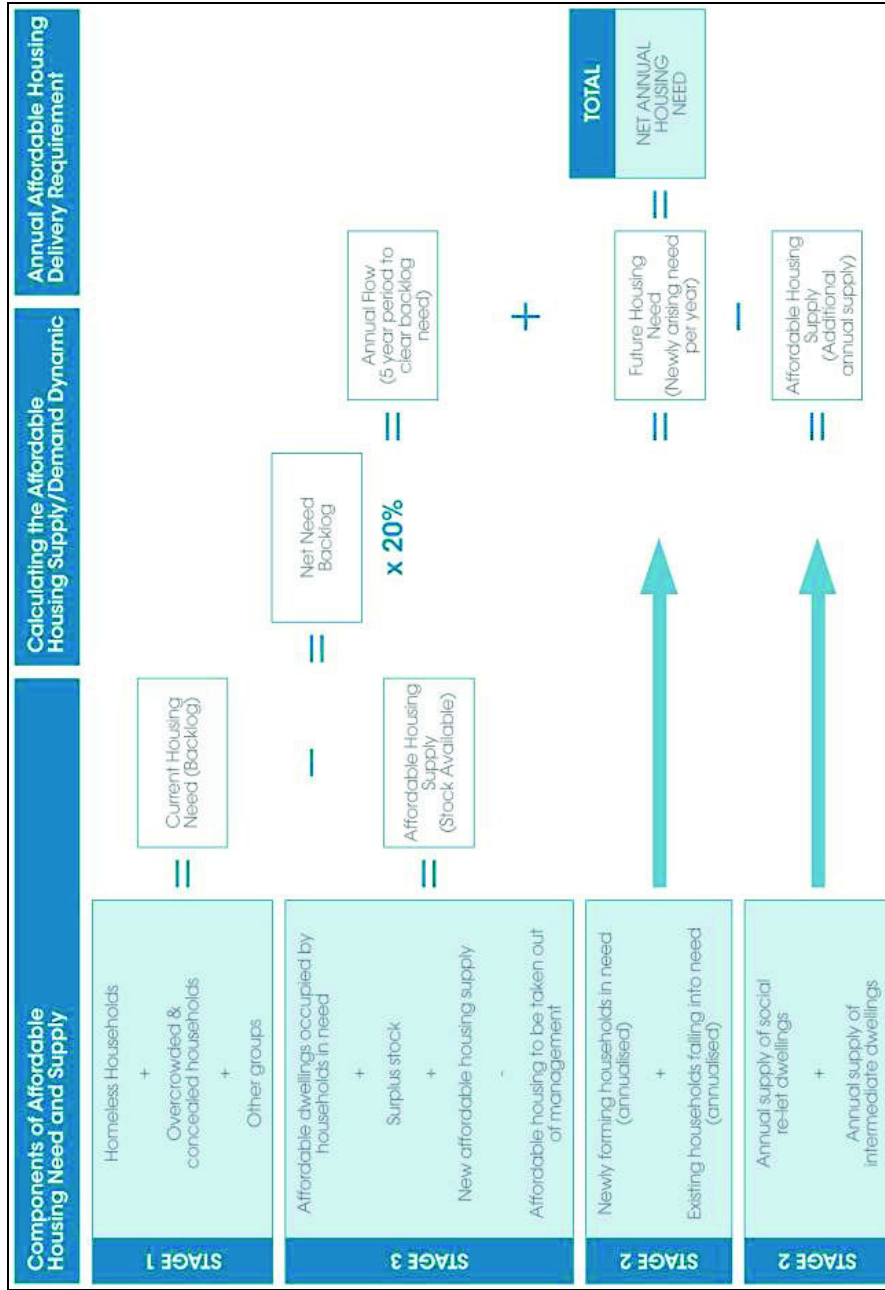 Components of Affordable
Housing Need and Supply
Calculating the Affordable
Housing Supply/Demand Dynamic
Annual Affordable Housing
Delivery Requirement
STAGE 1
Homeless Households
+
Overcrowded &
concealed households
+
Other groups
=
Current Housing
Need (Backlog)
-
=
Net Need
Backlog
x 20%
STAGE 3
Affordable dwellings occupied by
households in need
+
Surplus stock
+
New affordable housing supply
-
Affordable housing to be taken out
of management
=
Affordable Housing
Supply
(Stock Available)
=
Annual Flow
(5 year period to
clear backlog
need)
+
STAGE 2
Newly forming households in need
(annualised)
+
Existing households falling into need
(annualised)
=
Future Housing
Need
(Newly arising need
per year)
=
TOTAL
NET ANNUAL
HOUSING
NEED
-
STAGE 2
Annual supply of social
re-let dwellings
+
Annual supply of
intermediate dwellings
=
Affordable Housing
Supply
(Additional
annual supply)